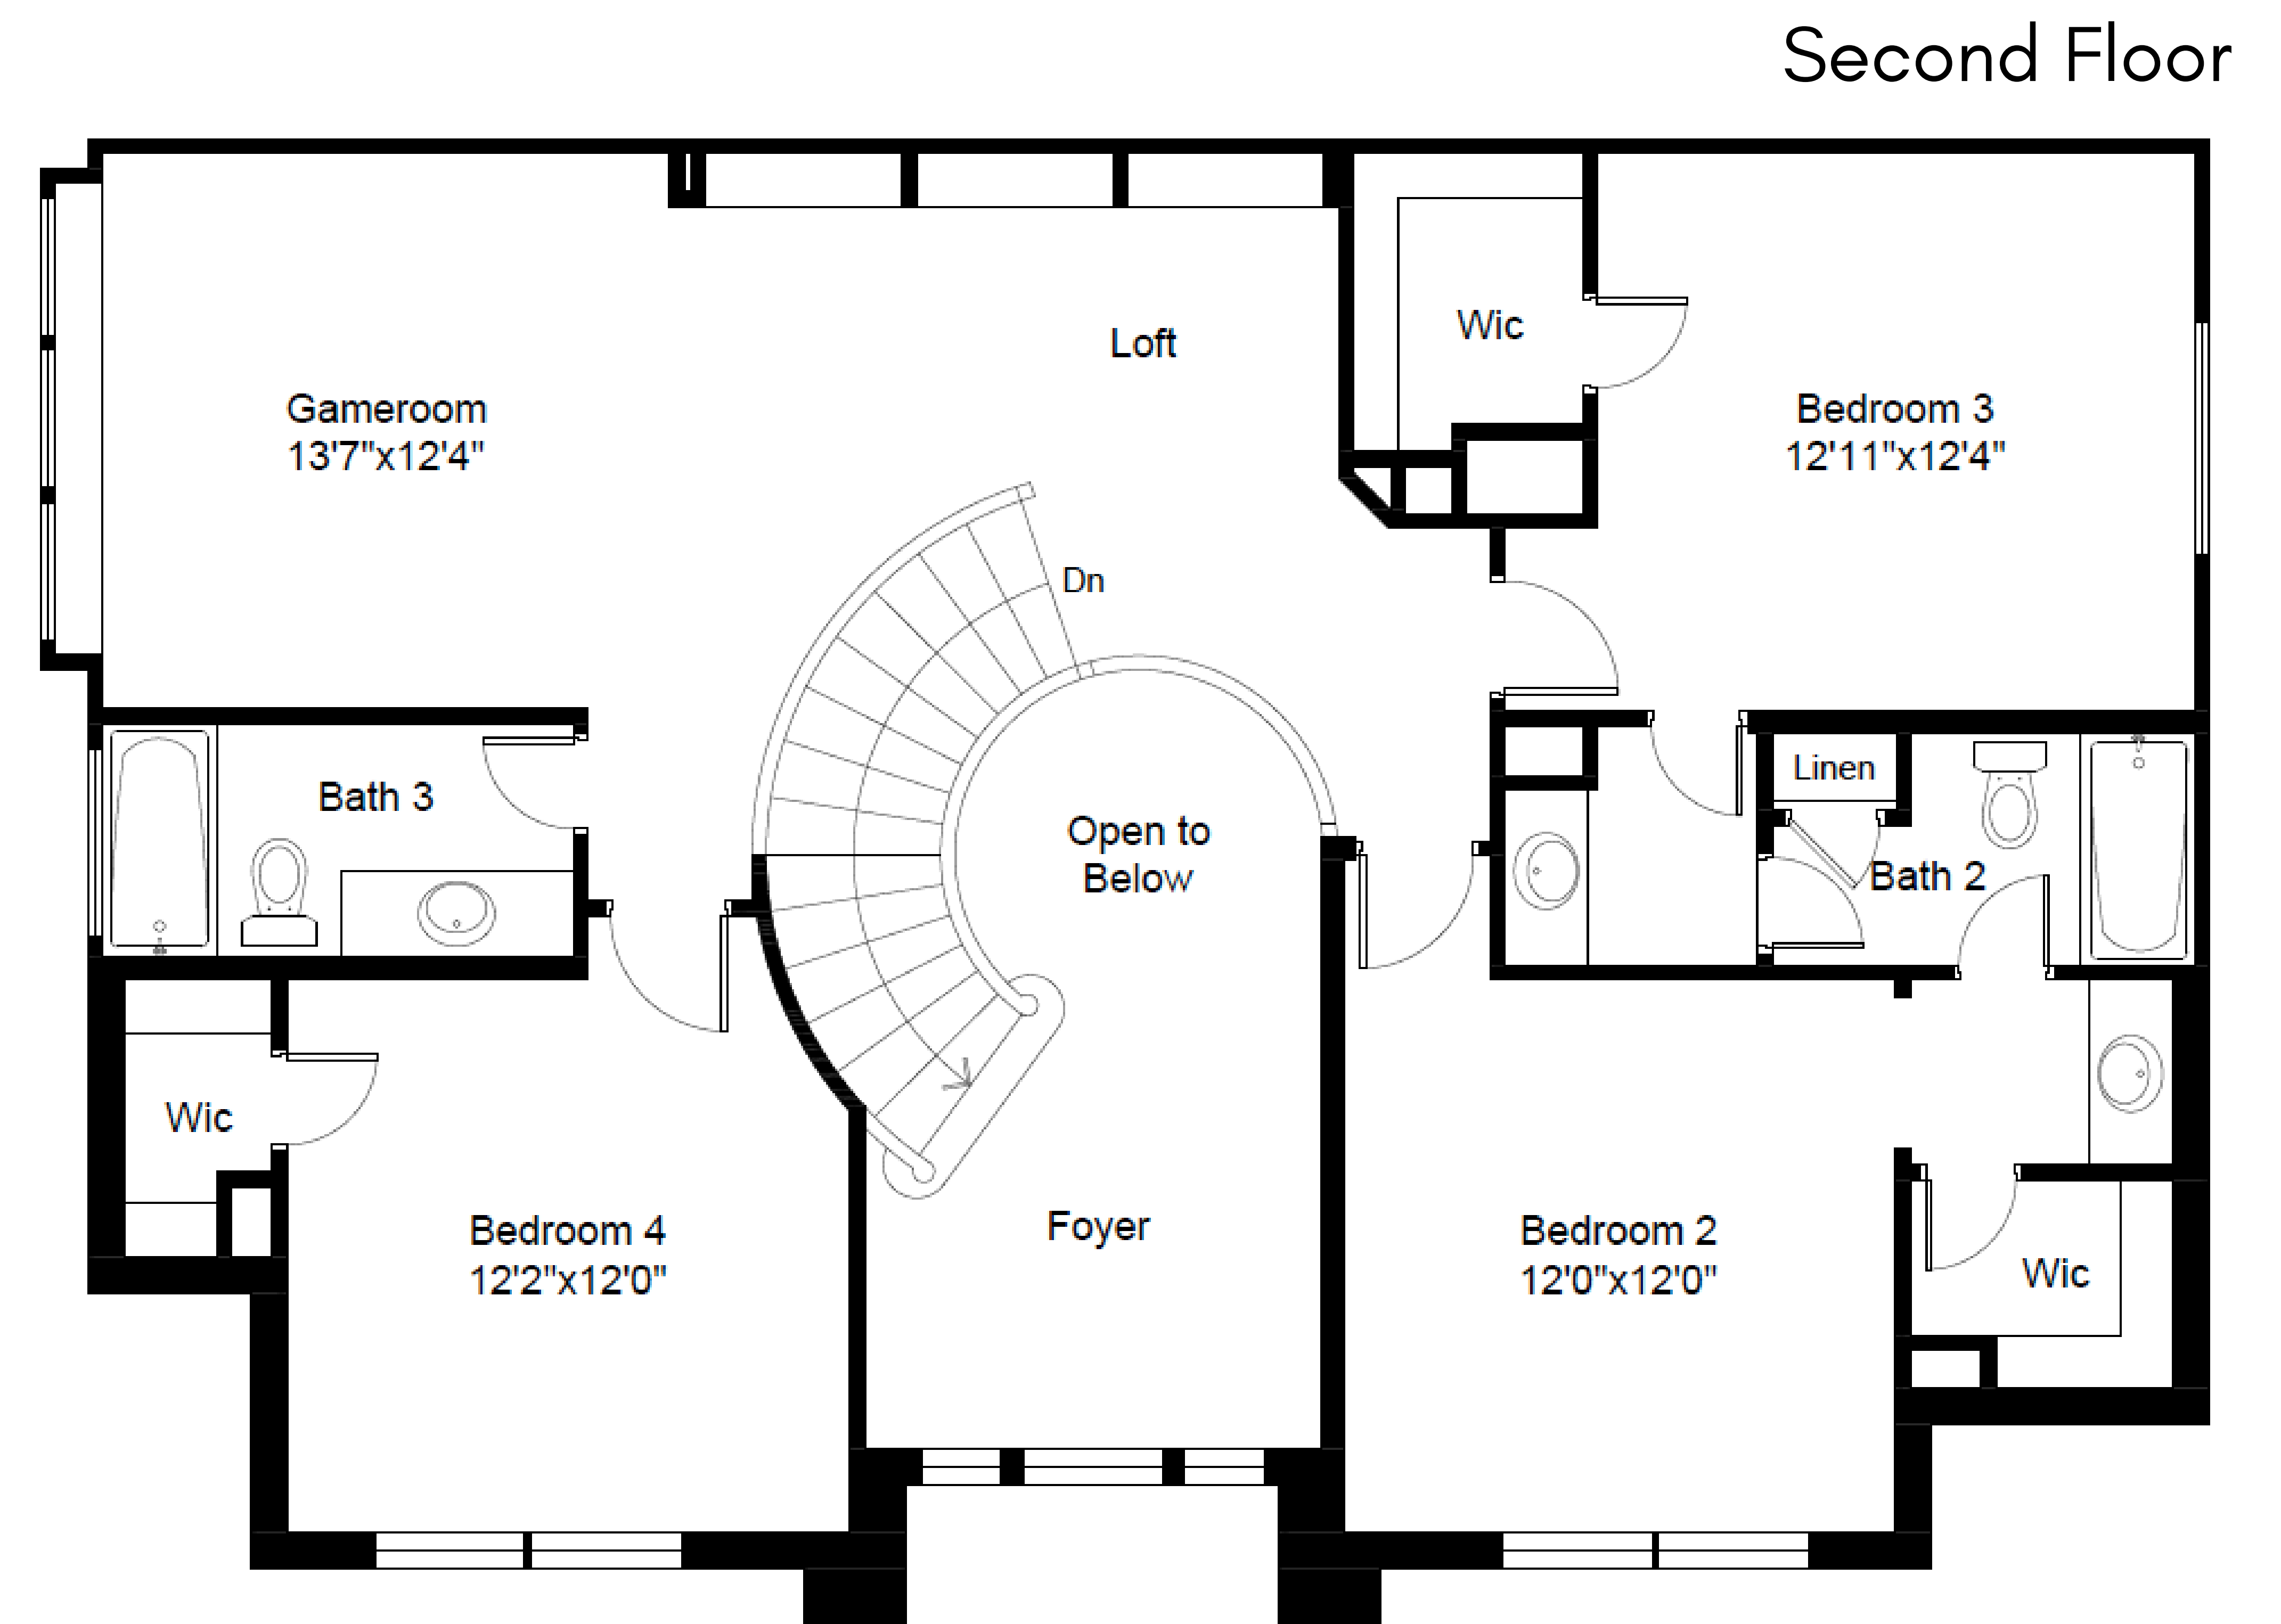 Second Floor
Loft
Wic
Gameroom
13'7"x12'4"
Bedroom 3
12'11"x12'4"
Dn
Linen
Bath 3
Open to
Below
Bath 2
Wic
Bedroom 4
12'2"x12'0"
Foyer
Bedroom 2
12'0"x12'0"
Wic